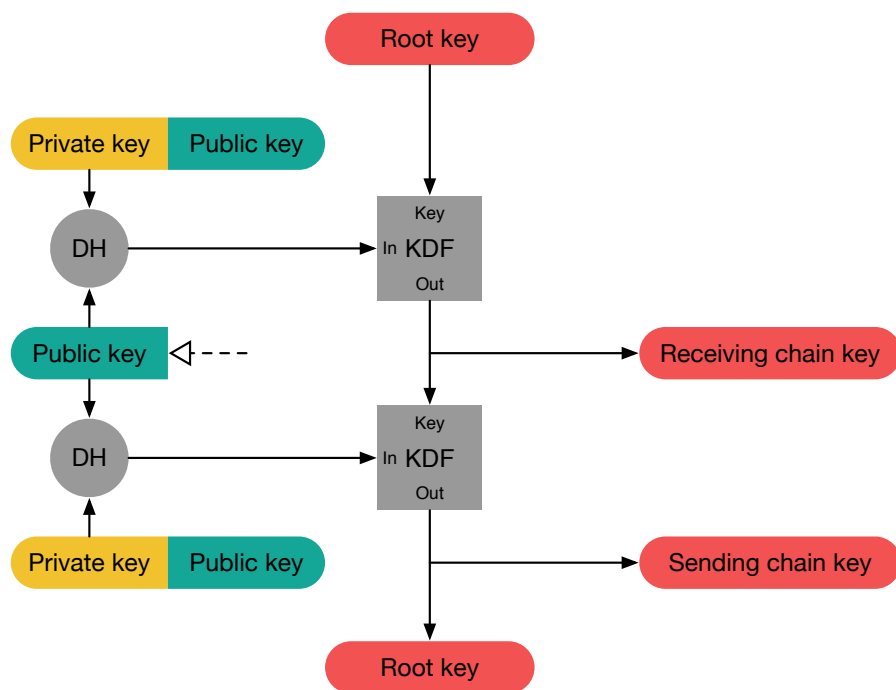 Root key
Private key Public key
Key
DH
In KDF
Out
Public key
Receiving chain key
Key
DH
In KDF
Out
Private key Public key
Sending chain key
Root key